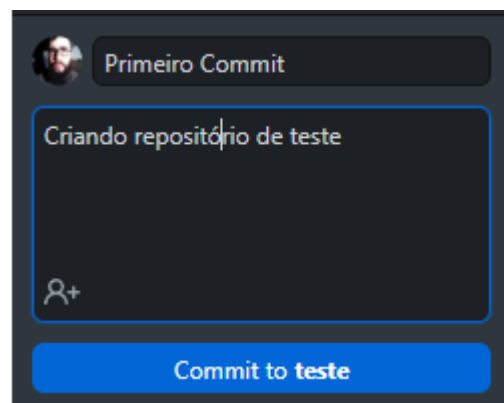 Primeiro Commit
Criando repositório de teste
Commit to teste